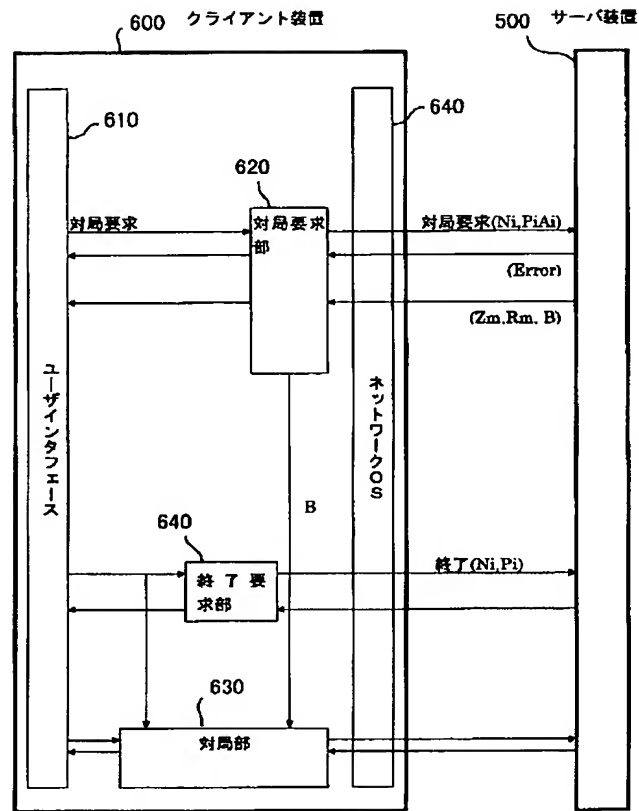 600 クライアント装置
500 サーバ装置
610
640
620
対局要求
対局要求
部
対局要求(Ni,PiAi)
(Error)
(Zm,Rm, B)
ユーザインタフェース
ネットワークOS
B
640
終了要
求部
終了(Ni,Pi)
630
対局部